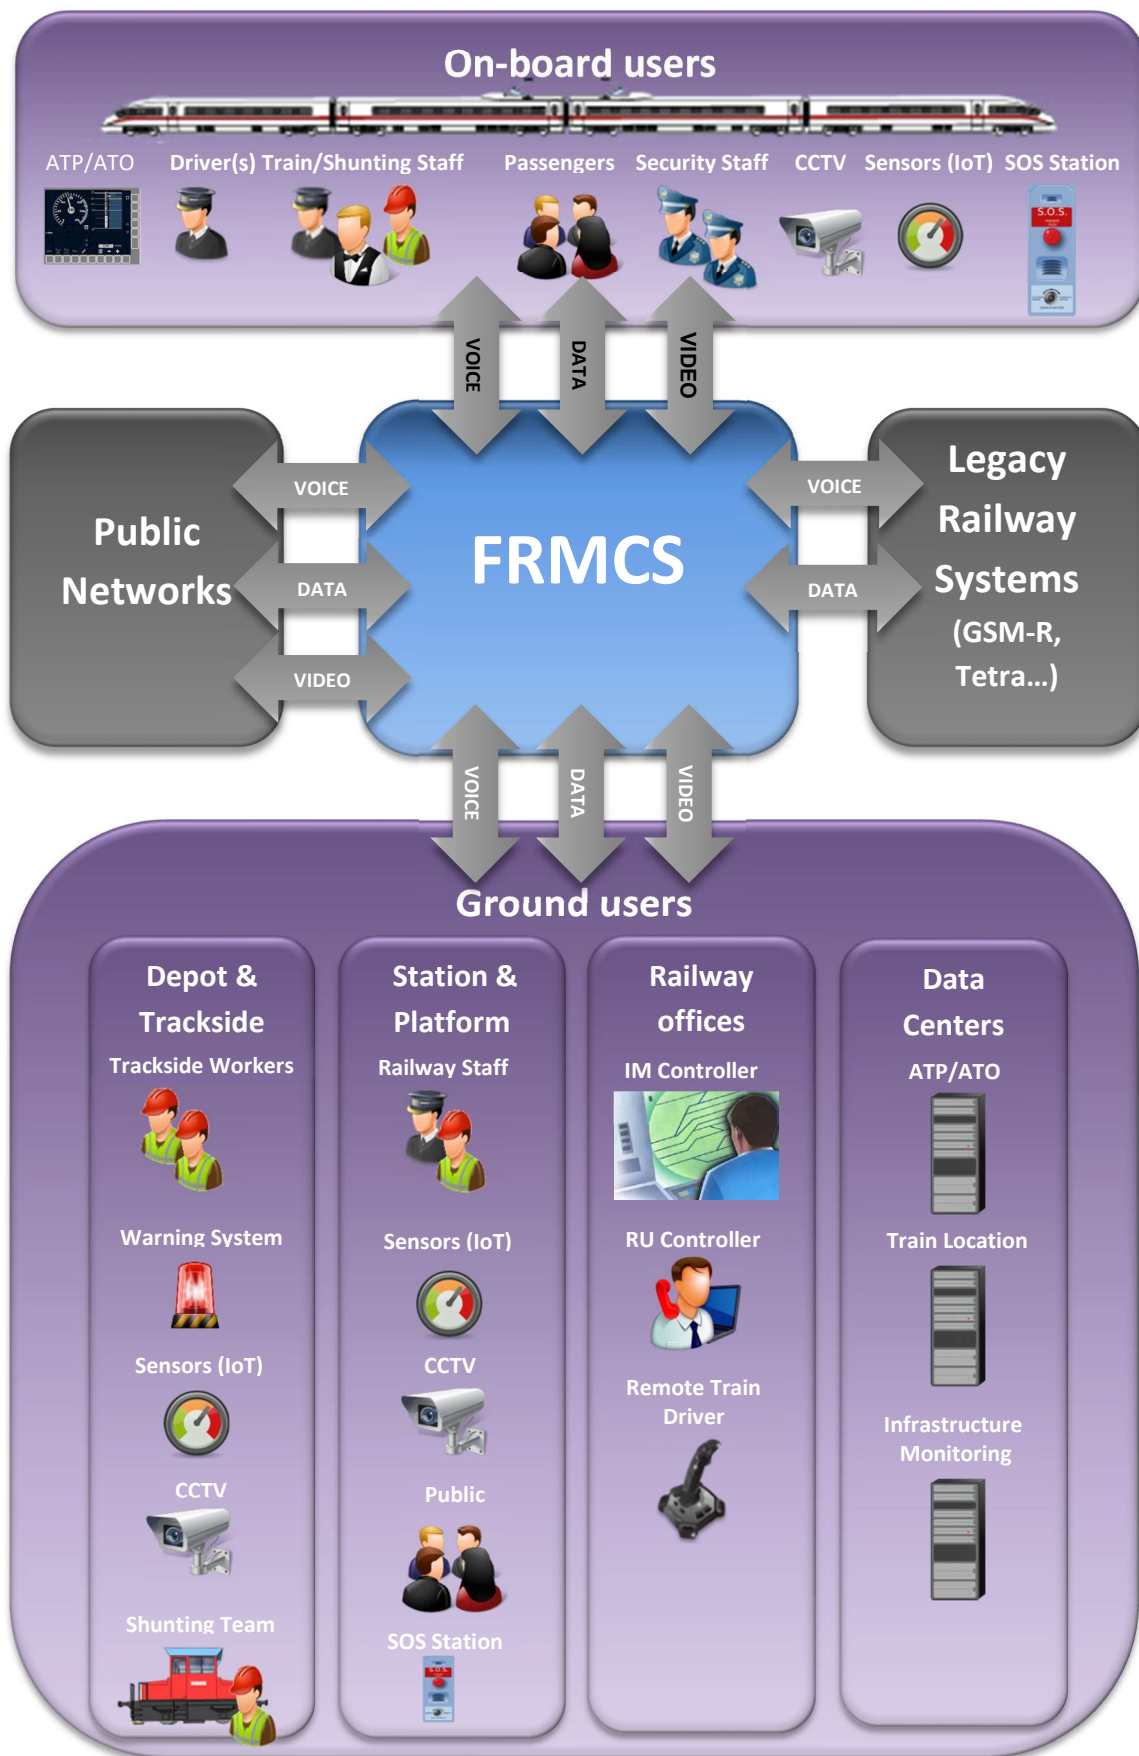 On-board users
ATP/ATO
Driver(s)
Train/Shunting Staff
Passengers
Security Staff
CCTV
Sensors (IoT)
SOS Station
S.O.S.
VOICE
DATA
VIDEO
Public
Networks
VOICE
DATA
VIDEO
FRMCS
VOICE
DATA
Legacy
Railway
Systems
(GSM-R,
Tetra...)
VOICE
DATA
VIDEO
Ground users
Depot &
Trackside
Trackside Workers
Warning System
Sensors (IoT)
CCTV
Shunting Team
Station &
Platform
Railway Staff
Sensors (IoT)
CCTV
Public
SOS Station
S.O.S.
Railway
offices
IM Controller
RU Controller
Remote Train
Driver
Data
Centers
ATP/ATO
Train Location
Infrastructure
Monitoring